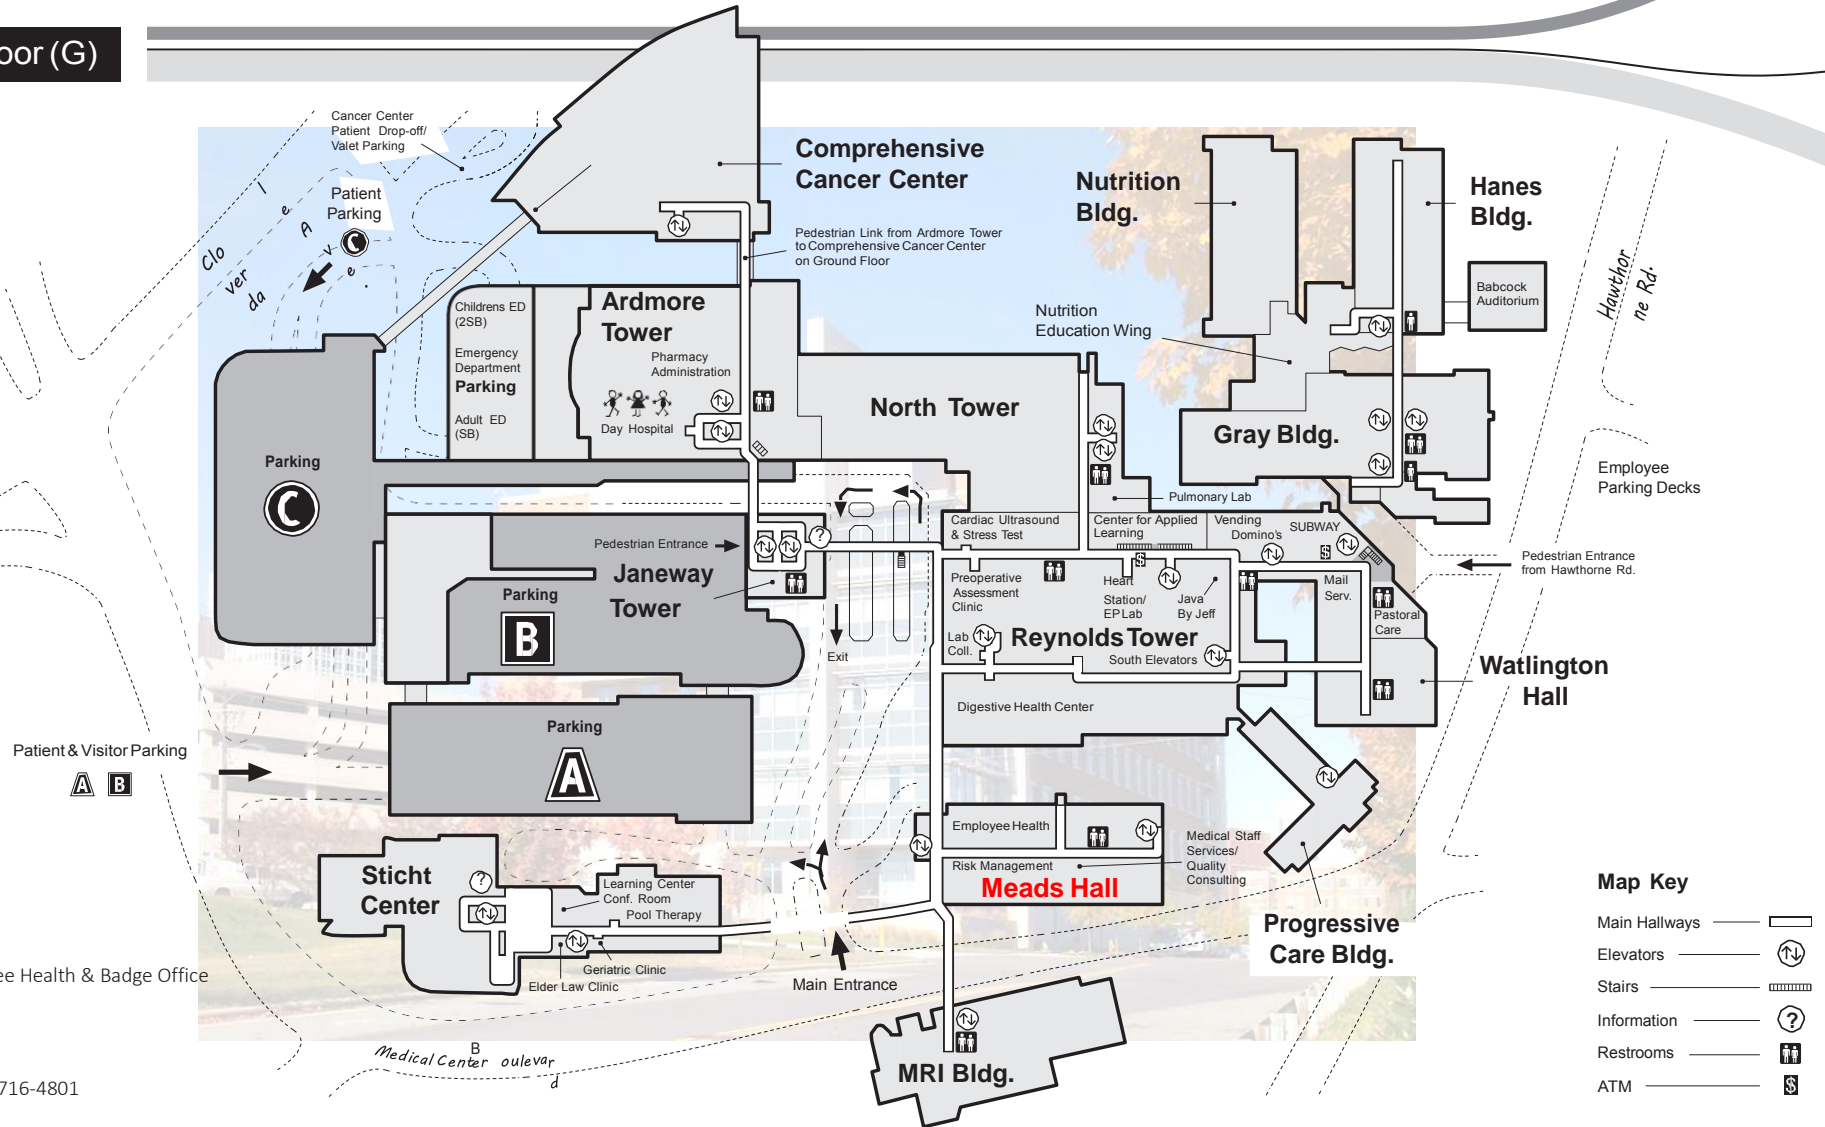 oor (G)
Cancer Center
Patient Drop-off/
Valet Parking
Patient
Parking
C
Clo
ver
da
l
e
A
v
e
.
Comprehensive
Cancer Center
Pedestrian Link from Ardmore Tower
to Comprehensive Cancer Center
on Ground Floor
Nutrition
Bldg.
Hanes
Bldg.
Babcock
Auditorium
Hawthor
ne Rd.
Nutrition
Education Wing
Childrens ED
(2SB)
Emergency
Department
Parking
Adult ED
(SB)
Ardmore
Tower
Pharmacy
Administration
Day Hospital
North Tower
Gray Bldg.
Employee
Parking Decks
Parking
C
Pulmonary Lab
Cardiac Ultrasound
& Stress Test
Center for Applied
Learning
Vending
Domino's
SUBWAY
$
Pedestrian Entrance
from Hawthorne Rd.
Pedestrian Entrance
?
Janeway
Tower
Parking
B
Preoperative
Assessment
Clinic
Heart
Station/
EP Lab
$
Java
By Jeff
Mail
Serv.
Pastoral
Care
Lab
Coll.
Reynolds Tower
South Elevators
Exit
Watlington
Hall
Digestive Health Center
Parking
A
Patient & Visitor Parking
A B
Employee Health
Risk Management
Meads Hall
Medical Staff
Services/
Quality
Consulting
Sticht
Center
?
Learning Center
Conf. Room
Pool Therapy
Geriatric Clinic
Elder Law Clinic
Main Entrance
Progressive
Care Bldg.
ee Health & Badge Office
Medical Center B oulevar d
MRI Bldg.
716-4801
Map Key
Main Hallways
Elevators
Stairs
Information ?
Restrooms
ATM $